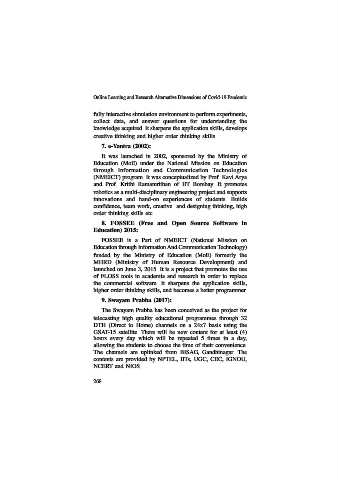 Online Learning and Research Alternative Dimensions of Covid-19 Pandemic
fully interactive simulation environment to perform experiments,
collect data, and answer questions for understanding the
knowledge acquired. It sharpens the application skills, develops
creative thinking and higher order thinking skills.
7. e-Yantra (2002):
It was launched in 2002, sponsored by the Ministry of
Education (MoE) under the National Mission on Education
through Information and Communication Technologies
(NMEICT) program. It was conceptualized by Prof. Kavi Arya
and Prof. Krithi Ramamritham of IIT Bombay. It promotes
robotics as a multi-disciplinary engineering project and supports
innovations and hand-on experiences of students. Builds
confidence, team work, creative and designing thinking, high
order thinking skills etc.
8. FOSSEE (Free and Open Source Software in
Education) 2015:
FOSSEE is a Part of NMEICT (National Mission on
Education through Information And Communication Technology)
funded by the Ministry of Education (MoE) formerly the
MHRD (Ministry of Human Resource Development) and
launched on June 3, 2015. It is a project that promotes the use
of FLOSS tools in academia and research in order to replace
the commercial software. It sharpens the application skills,
higher order thinking skills, and becomes a better programmer.
9. Swayam Prabha (2017):
The Swayam Prabha has been conceived as the project for
telecasting high quality educational programmes through 32
DTH (Direct to Home) channels on a 24x7 basis using the
GSAT-15 satellite. There will be new content for at least (4)
hours every day which will be repeated 5 times in a day,
allowing the students to choose the time of their convenience.
The channels are uplinked from BISAG, Gandhinagar. The
contents are provided by NPTEL, IITs, UGC, CEC, IGNOU,
NCERT and NIOS.
268